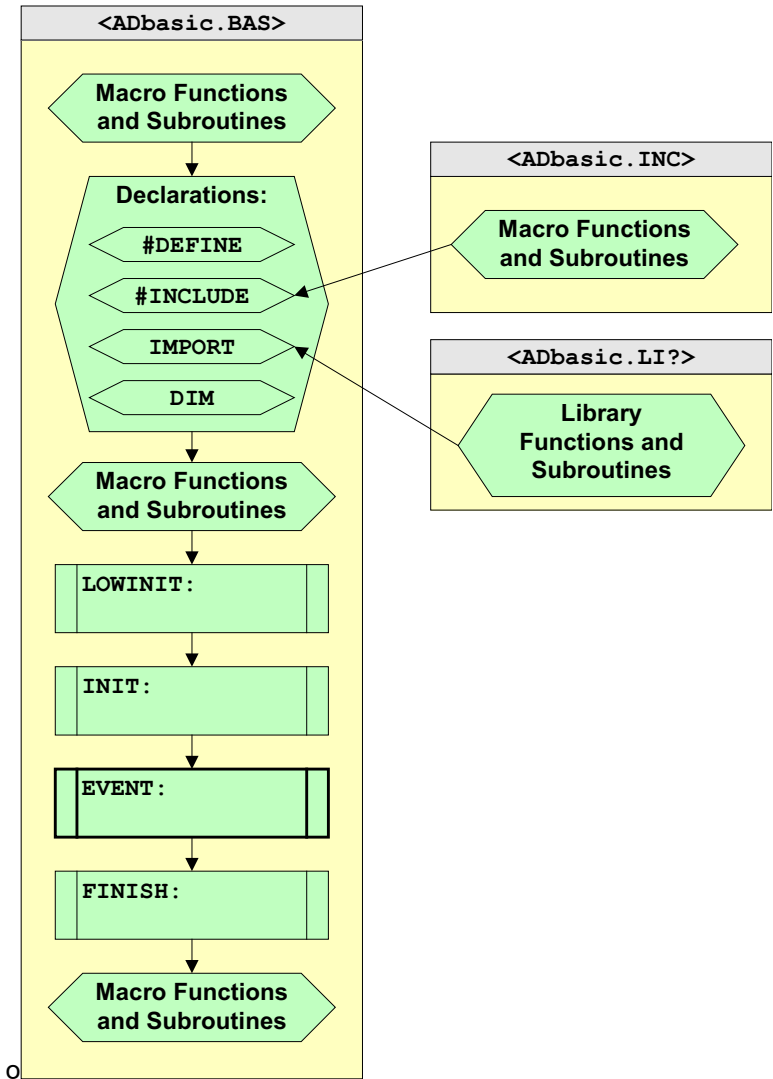 <ADbasic.BAS>
Macro Functions
and Subroutines
Declarations:
#DEFINE
#INCLUDE
IMPORT
DIM
Macro Functions
and Subroutines
LOWINIT:
INIT:
EVENT:
FINISH:
Macro Functions
and Subroutines
o
<ADbasic.INC>
Macro Functions
and Subroutines
<ADbasic.LI?>
Library
Functions and
Subroutines